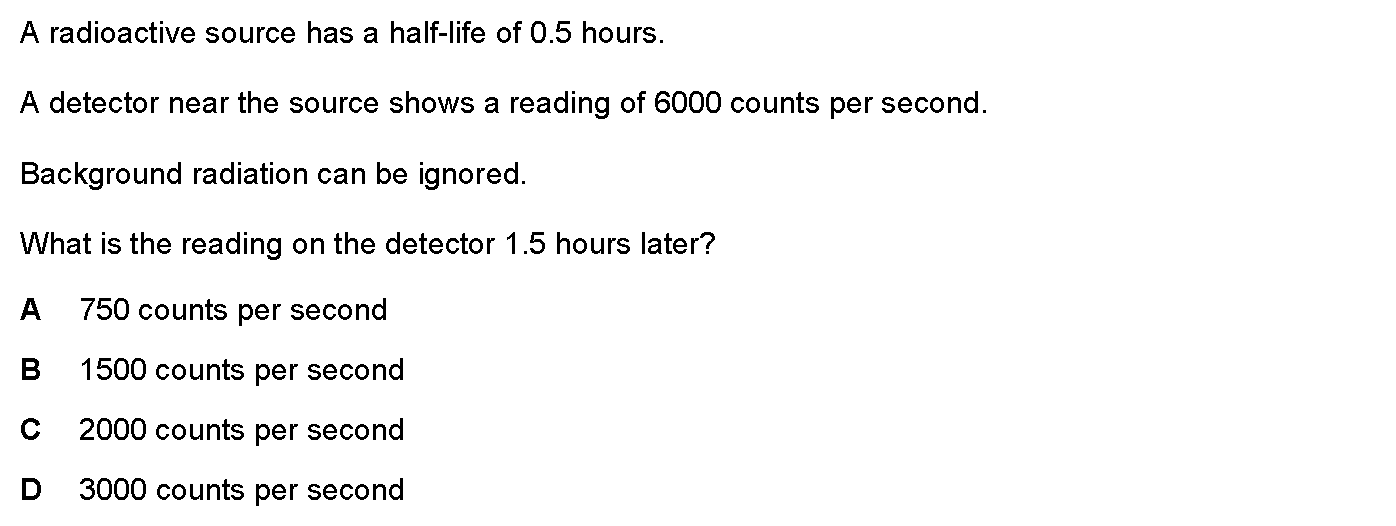 A radioactive source has a half-life of 0.5 hours.
A detector near the source shows a reading of 6000 counts per second.
Background radiation can be ignored.
What is the reading on the detector 1.5 hours later?
A 750 counts per second
B 1500 counts per second
C 2000 counts per second
D 3000 counts per second